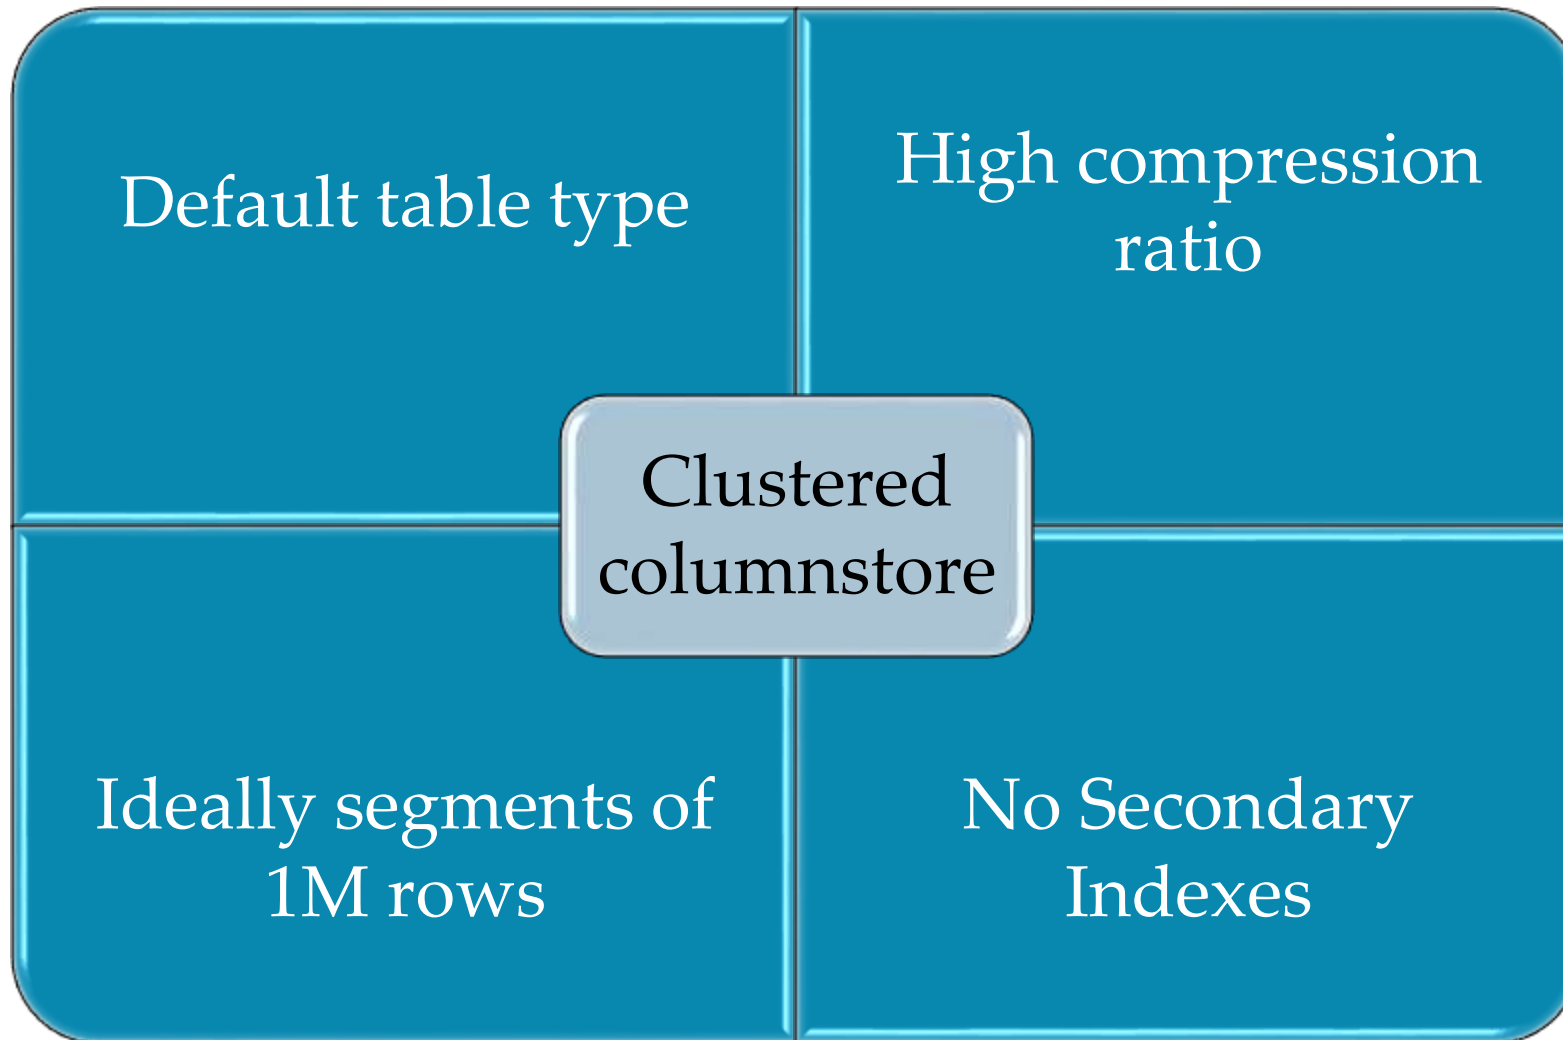 Default table type
High compression
ratio
Clustered
columnstore
Ideally segments of
1M rows
No Secondary
Indexes